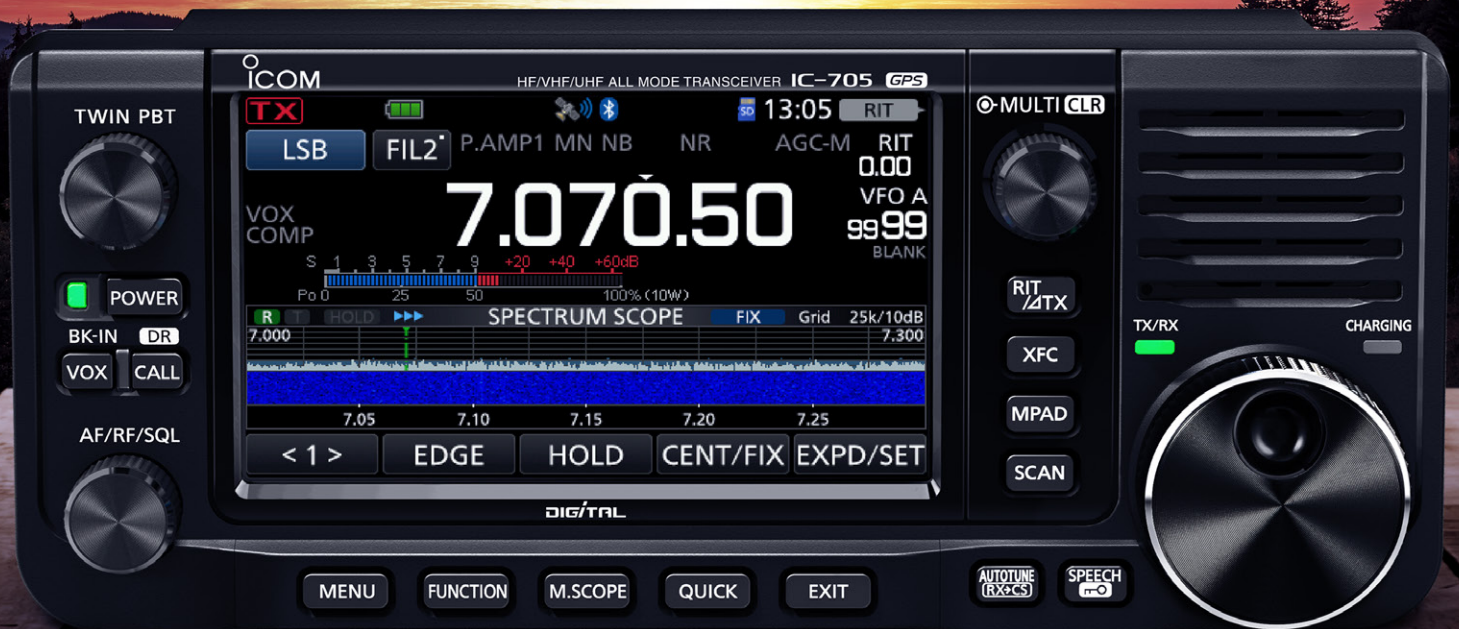 ICOM
HF/VHF/UHF ALL MODE TRANSCEIVER IC-705 GPS
TWIN PBT
POWER
BK-IN DR
VOX CALL
AF/RF/SQL
TX SD 13:05 RIT
LSB FIL2 P.AMP1 MN NB NR AGC-M RIT
0.00
VFO A
VOX
COMP
7.070.50
99 99
BLANK
S 1 3 5 7 9 +20 +40 +60dB
Po 0 25 50 100% (10W)
R T HOLD SPECTRUM SCOPE FIX Grid 25k/10dB
7.000 7.300
7.05 7.10 7.15 7.20 7.25
< 1 > EDGE HOLD CENT/FIX EXPD/SET
DIGITAL
MENU FUNCTION M.SCOPE QUICK EXIT
MULTI CLR
RIT
/⊿TX
XFC
MPAD
SCAN
TX/RX CHARGING
AUTOTUNE
(RX→CS)
SPEECH